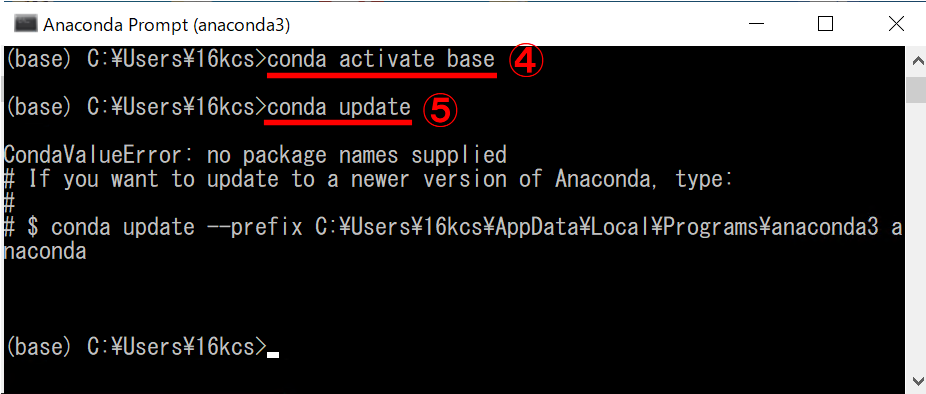 Anaconda Prompt (anaconda3)
(base) C:¥Users¥16kcs>conda activate base ④
(base) C:¥Users¥16kcs>conda update ⑤
CondaValueError: no package names supplied
# If you want to update to a newer version of Anaconda, type:
#
# $ conda update --prefix C:¥Users¥16kcs¥AppData¥Local¥Programs¥anaconda3 a
naconda
(base) C:¥Users¥16kcs>